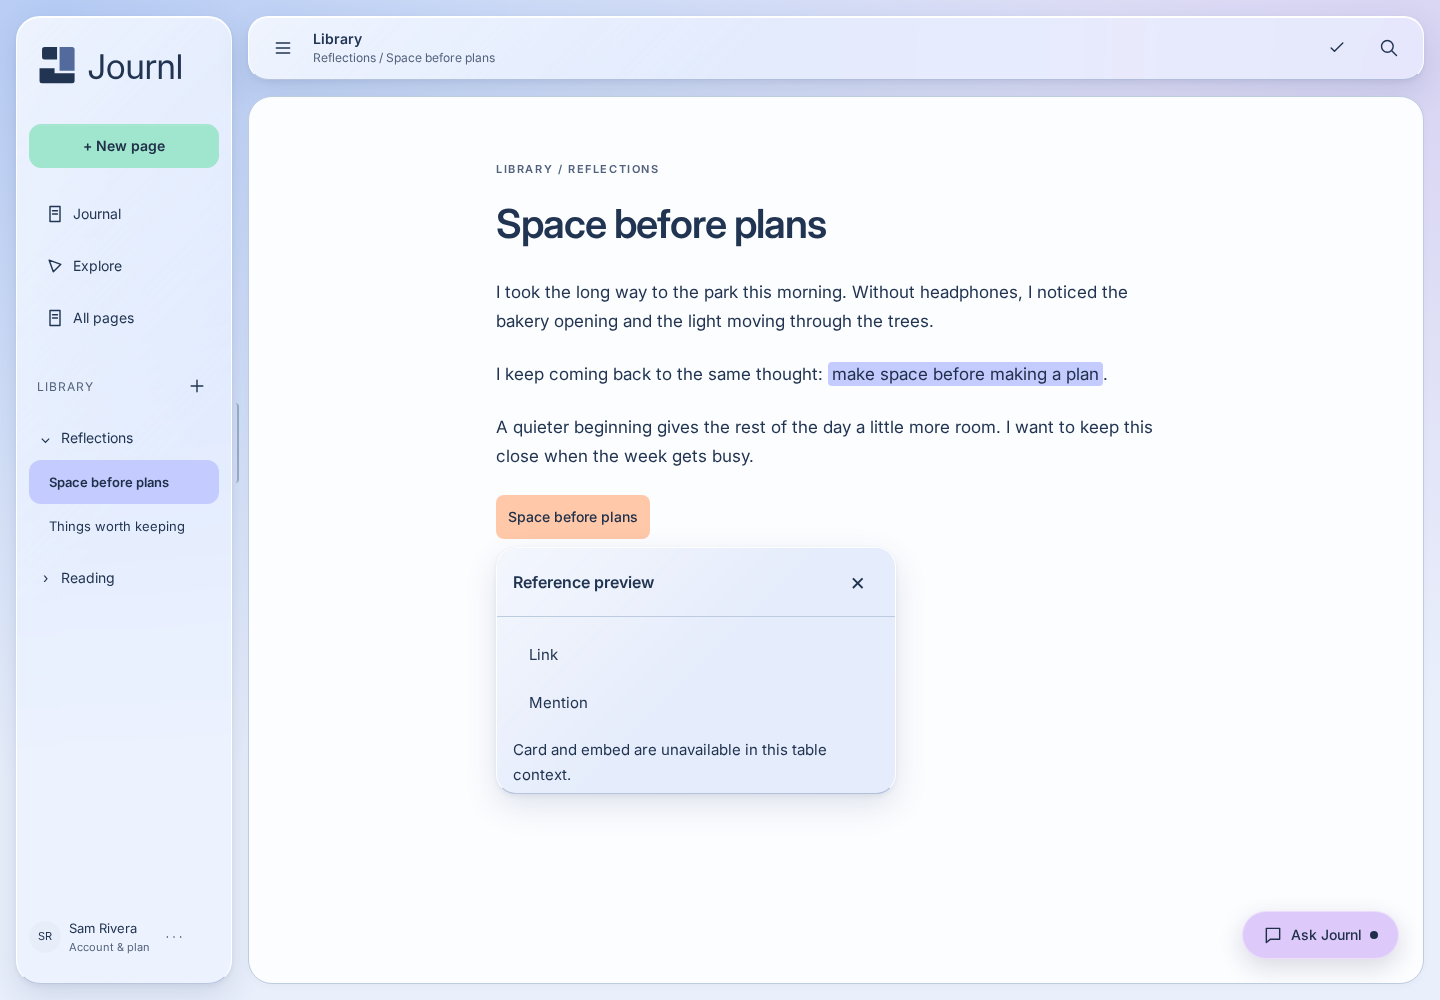 Journl
+ New page
Journal
Explore
All pages
LIBRARY
Reflections
Space before plans
Things worth keeping
Reading
SR
Sam Rivera
Account & plan
Library
Reflections / Space before plans
LIBRARY / REFLECTIONS
Space before plans
I took the long way to the park this morning. Without headphones, I noticed the
bakery opening and the light moving through the trees.
I keep coming back to the same thought: make space before making a plan.
A quieter beginning gives the rest of the day a little more room. I want to keep this
close when the week gets busy.
Space before plans
Reference preview
Link
Mention
Card and embed are unavailable in this table
context.
Ask Journl